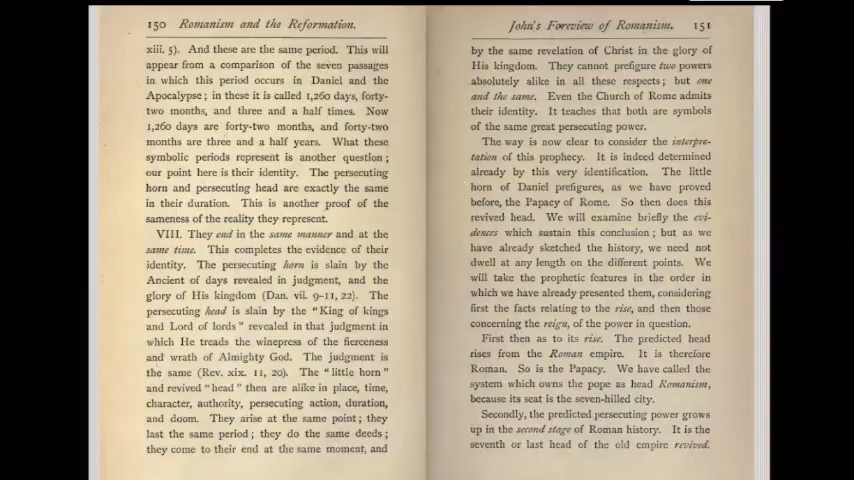 150 Romanism and the Reformation.
xiii. 5). And these are the same period. This will
appear from a comparison of the seven passages
in which this period occurs in Daniel and the
Apocalypse; in these it is called 1,260 days, forty-
two months, and three and a half times. Now
1,260 days are forty-two months, and forty-two
months are three and a half years. What these
symbolic periods represent is another question;
our point here is their identity. The persecuting
horn and persecuting head are exactly the same
in their duration. This is another proof of the
sameness of the reality they represent.
VIII. They end in the same manner and at the
same time. This completes the evidence of their
identity. The persecuting horn is slain by the
Ancient of days revealed in judgment, and the
glory of His kingdom (Dan. vii. 9–11, 22). The
persecuting head is slain by the "King of kings
and Lord of lords" revealed in that judgment in
which He treads the winepress of the fierceness
and wrath of Almighty God. The judgment is
the same (Rev. xix. 11, 20). The "little horn"
and revived "head" then are alike in place, time,
character, authority, persecuting action, duration,
and doom. They arise at the same point; they
last the same period; they do the same deeds;
they come to their end at the same moment, and
John's Foreview of Romanism. 151
by the same revelation of Christ in the glory of
His kingdom. They cannot prefigure two powers
absolutely alike in all these respects; but one
and the same. Even the Church of Rome admits
their identity. It teaches that both are symbols
of the same great persecuting power.
The way is now clear to consider the interpre-
tation of this prophecy. It is indeed determined
already by this very identification. The little
horn of Daniel prefigures, as we have proved
before, the Papacy of Rome. So then does this
revived head. We will examine briefly the evi-
dences which sustain this conclusion; but as we
have already sketched the history, we need not
dwell at any length on the different points. We
will take the prophetic features in the order in
which we have already presented them, considering
first the facts relating to the rise, and then those
concerning the reign, of the power in question.
First then as to its rise. The predicted head
rises from the Roman empire. It is therefore
Roman. So is the Papacy. We have called the
system which owns the pope as head Romanism,
because its seat is the seven-hilled city.
Secondly, the predicted persecuting power grows
up in the second stage of Roman history. It is the
seventh or last head of the old empire revived.